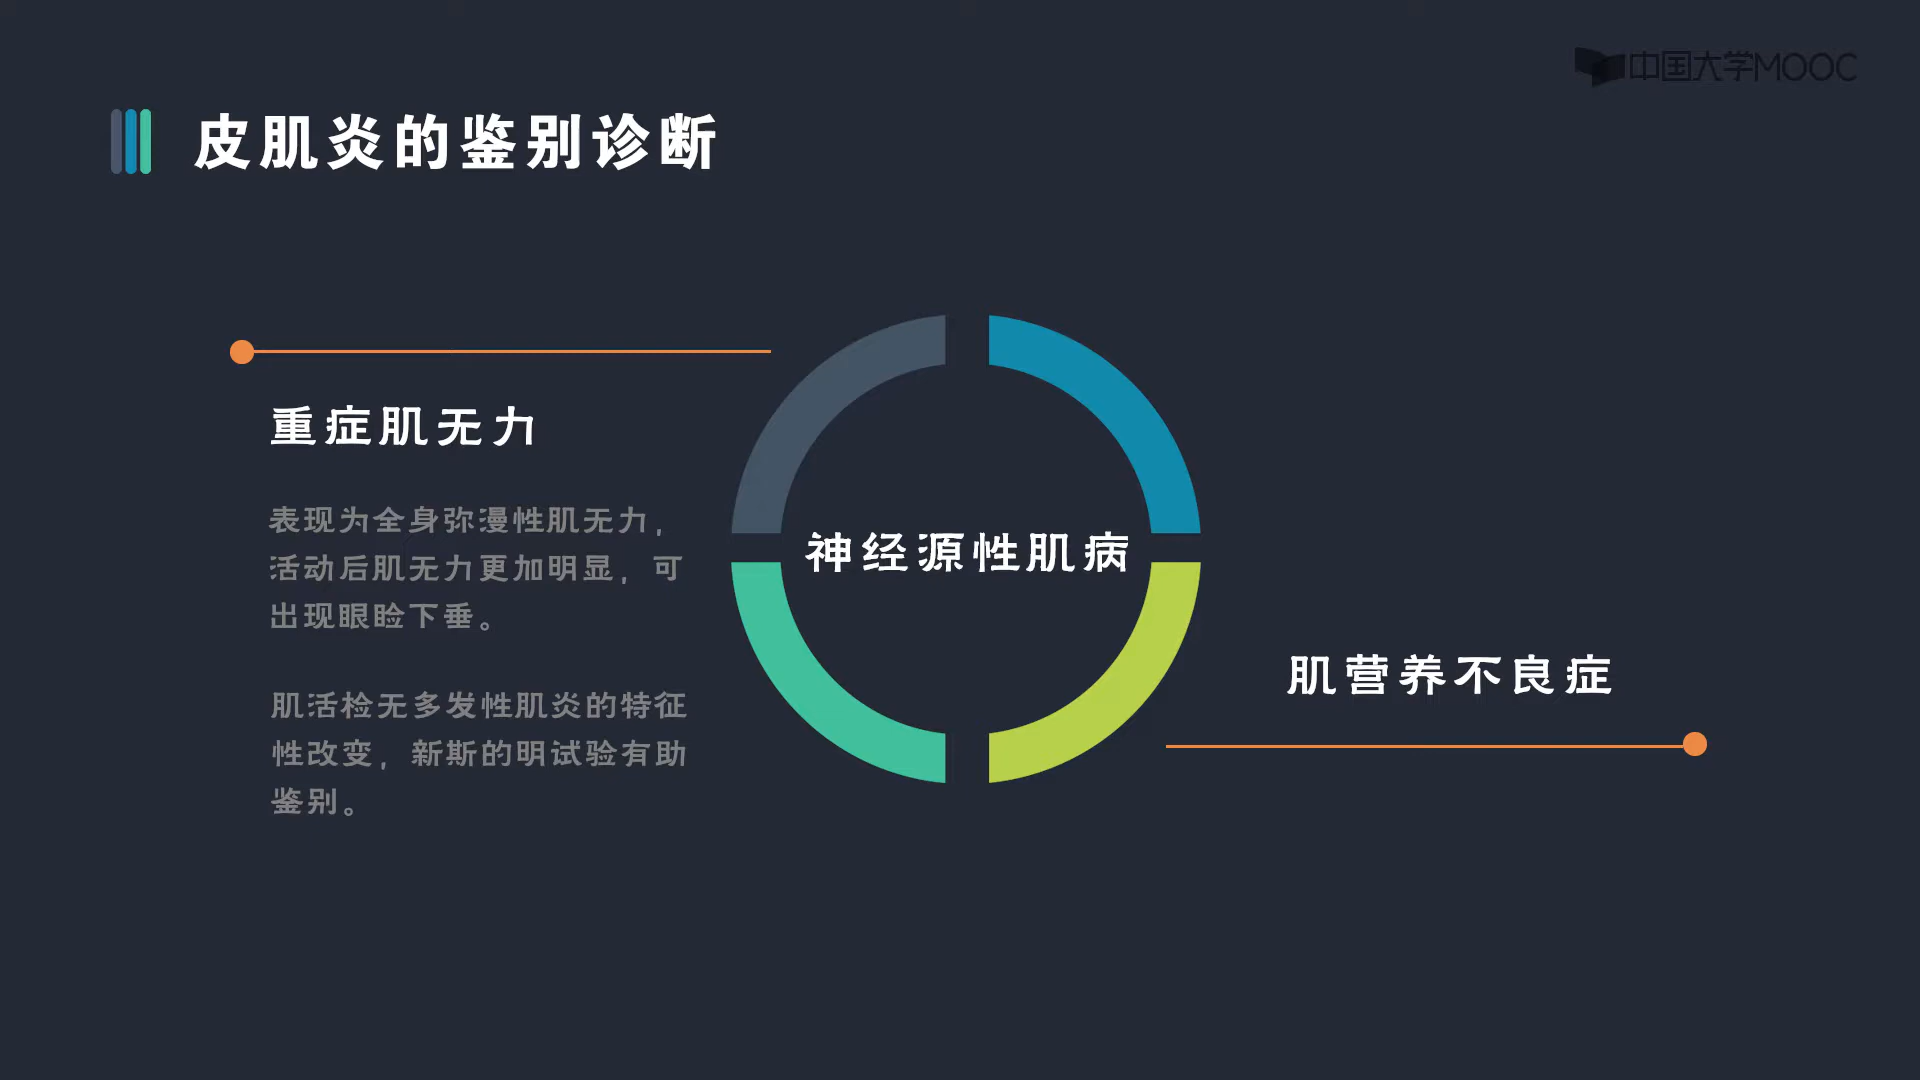 中国大学MOOC
皮肌炎的鉴别诊断
重症肌无力
表现为全身弥漫性肌无力，
活动后肌无力更加明显，可
出现眼睑下垂。
肌活检无多发性肌炎的特征
性改变，新斯的明试验有助
鉴别。
神经源性肌病
肌营养不良症